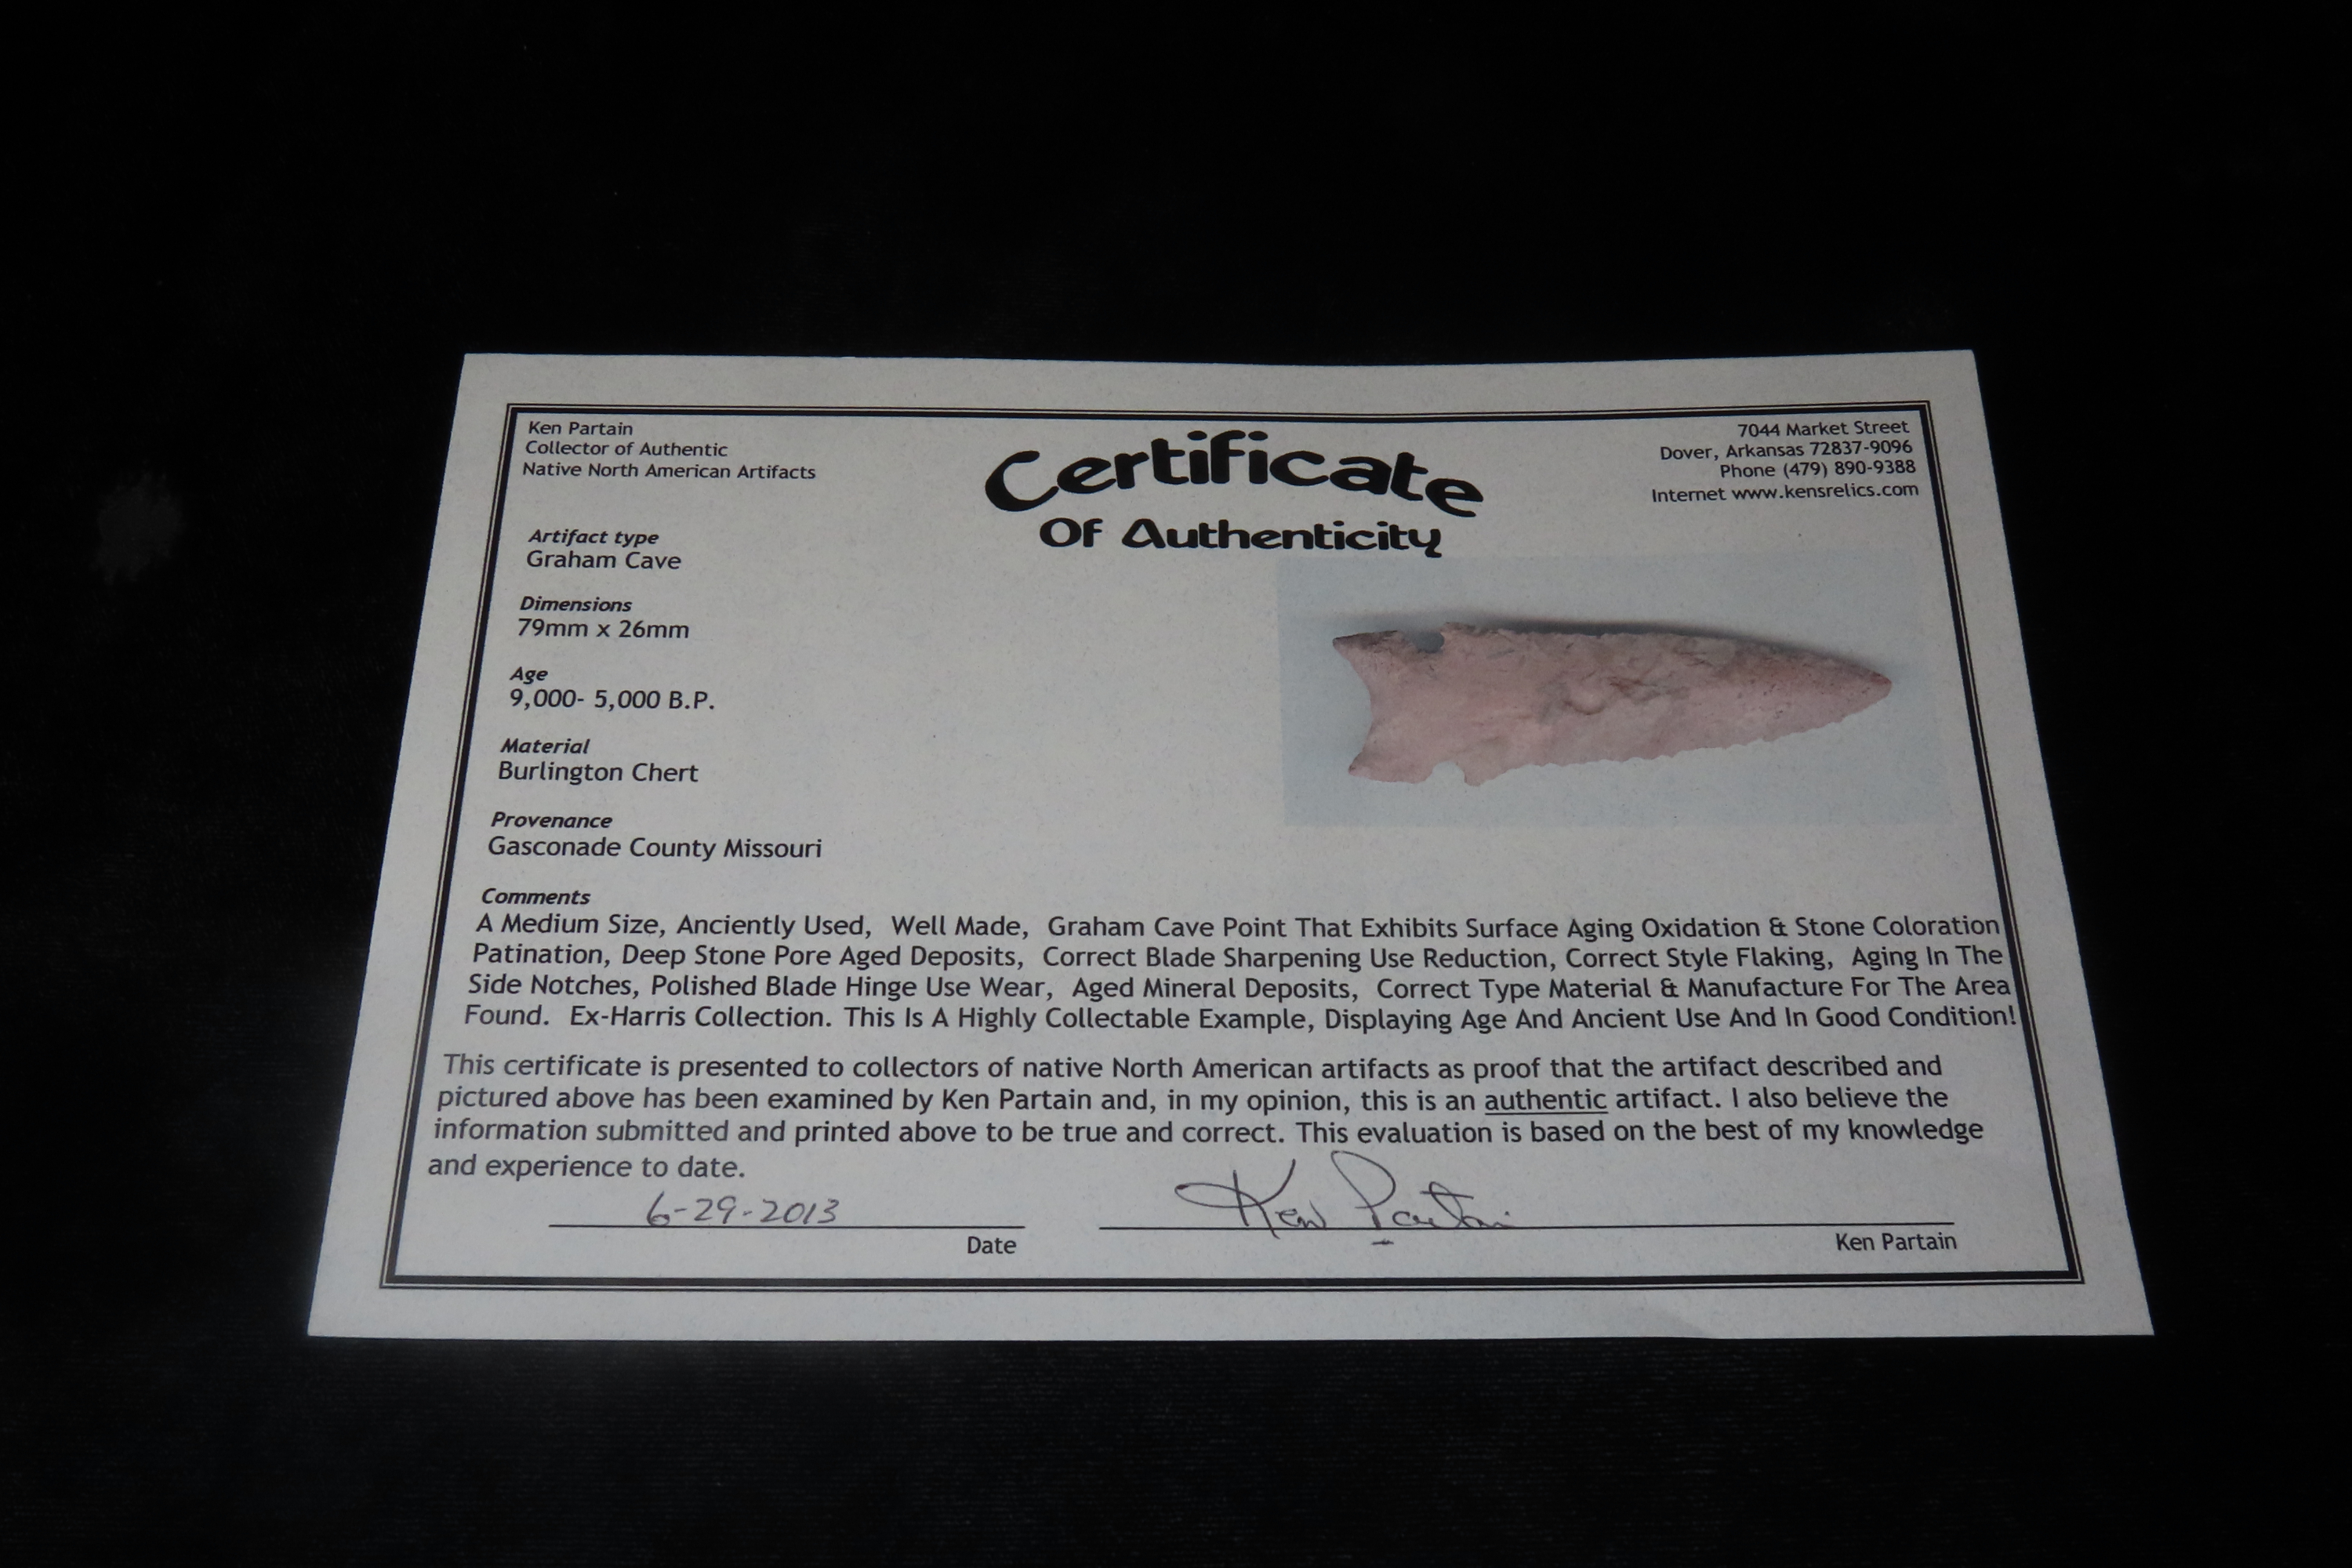 Ken Partain
Collector of Authentic
Native North American Artifacts
Certificate
Of Authenticity
7044 Market Street
Dover, Arkansas 72837-9096
Phone (479) 890-9388
Internet www.kensrelics.com
Artifact type
Graham Cave
Dimensions
79mm x 26mm
Age
9,000- 5,000 B.P.
Material
Burlington Chert
Provenance
Gasconade County Missouri
Comments
A Medium Size, Anciently Used, Well Made, Graham Cave Point That Exhibits Surface Aging Oxidation & Stone Coloration
Patination, Deep Stone Pore Aged Deposits, Correct Blade Sharpening Use Reduction, Correct Style Flaking, Aging In The
Side Notches, Polished Blade Hinge Use Wear, Aged Mineral Deposits, Correct Type Material & Manufacture For The Area
Found. Ex-Harris Collection. This Is A Highly Collectable Example, Displaying Age And Ancient Use And In Good Condition!
This certificate is presented to collectors of native North American artifacts as proof that the artifact described and
pictured above has been examined by Ken Partain and, in my opinion, this is an authentic artifact. I also believe the
information submitted and printed above to be true and correct. This evaluation is based on the best of my knowledge
and experience to date.
6-29-2013
Ken Partain
Date
Ken Partain